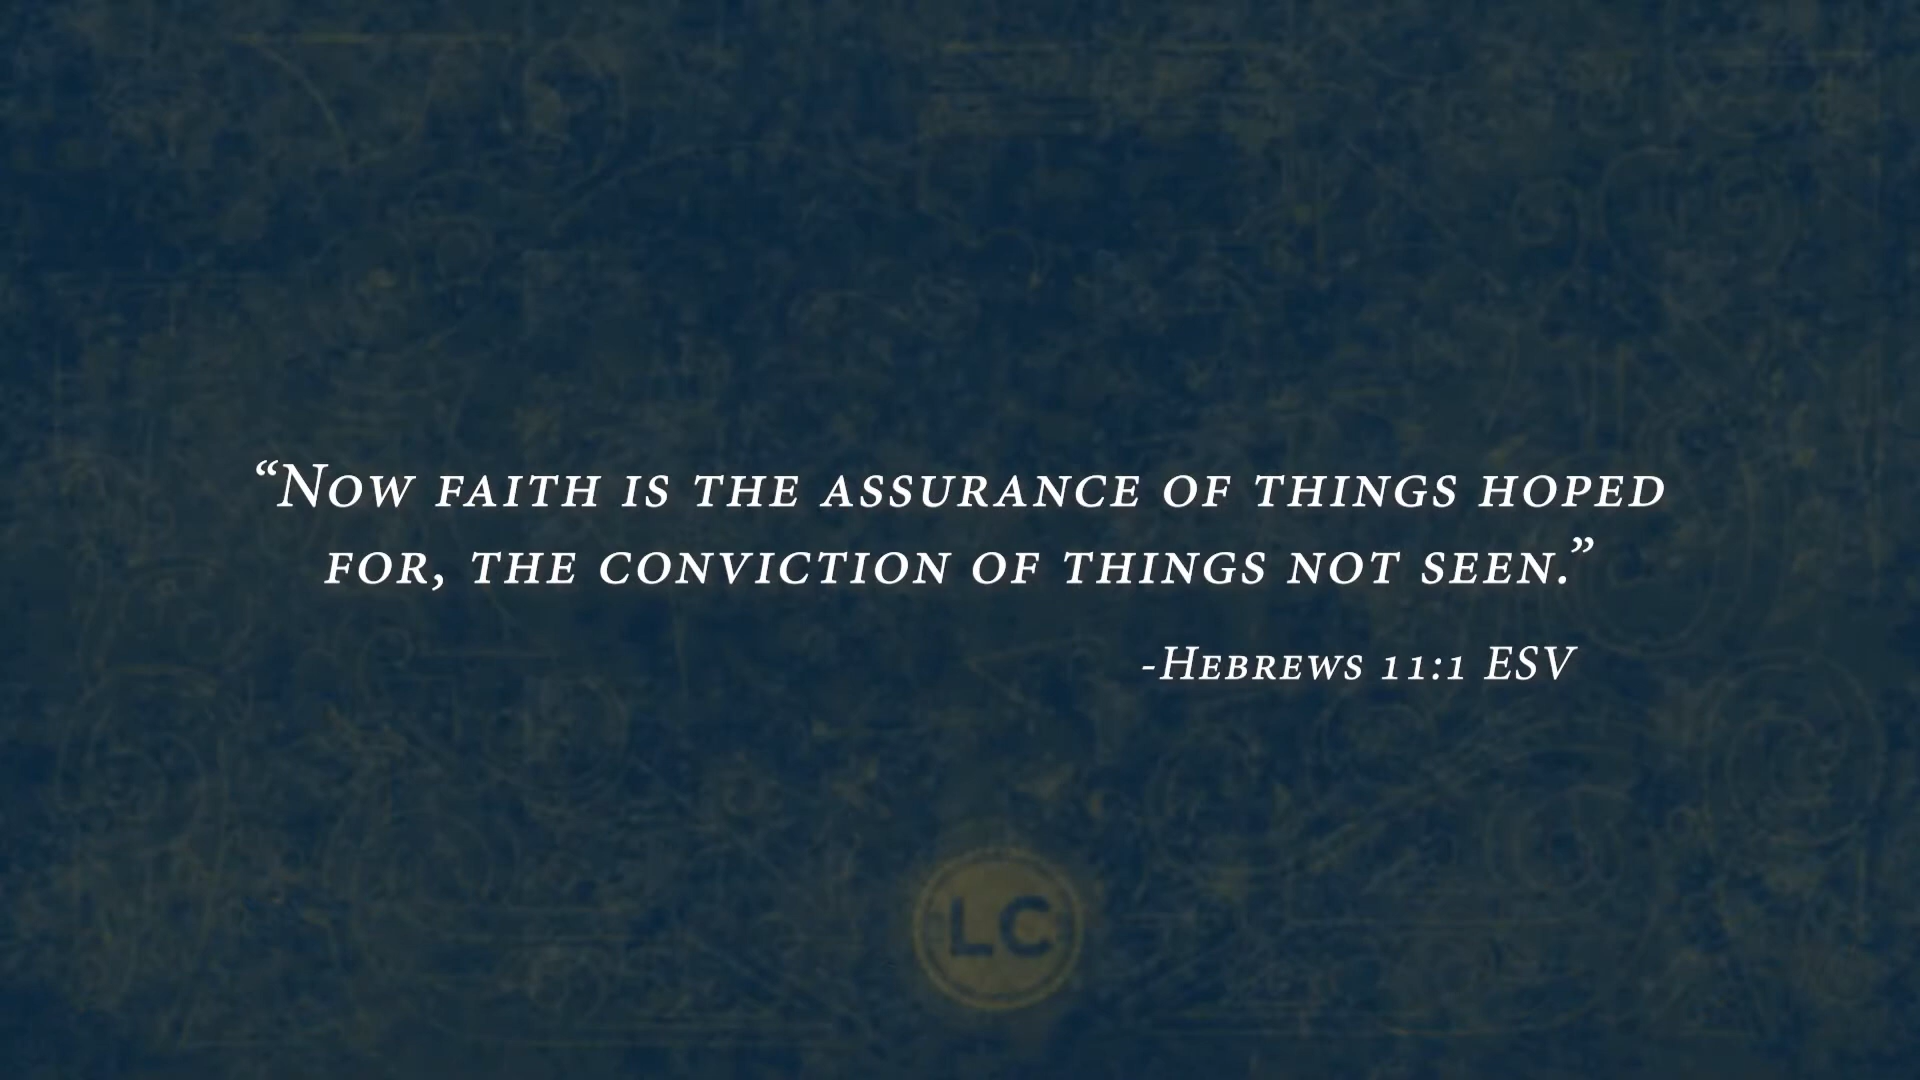 “Now faith is the assurance of things hoped
for, the conviction of things not seen.”
-Hebrews 11:1 ESV
LC